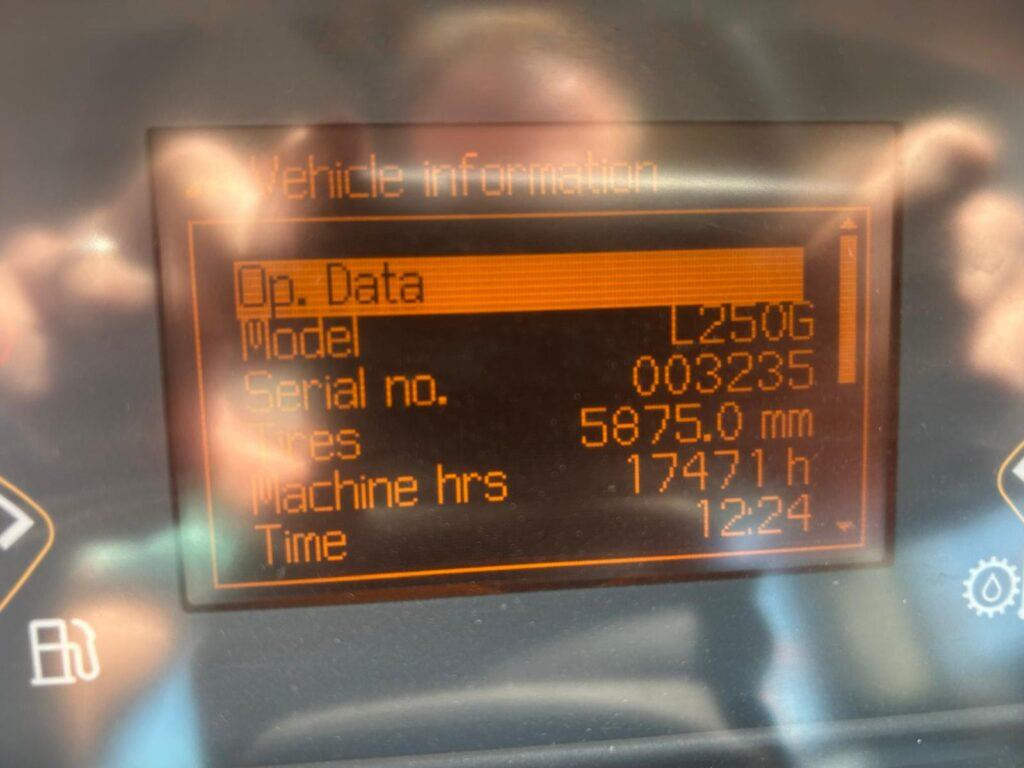 Vehicle information
Op. Data
Model L250G
Serial no. 003235
Tires 5875.0 mm
Machine hrs 17471 h
Time 12:24